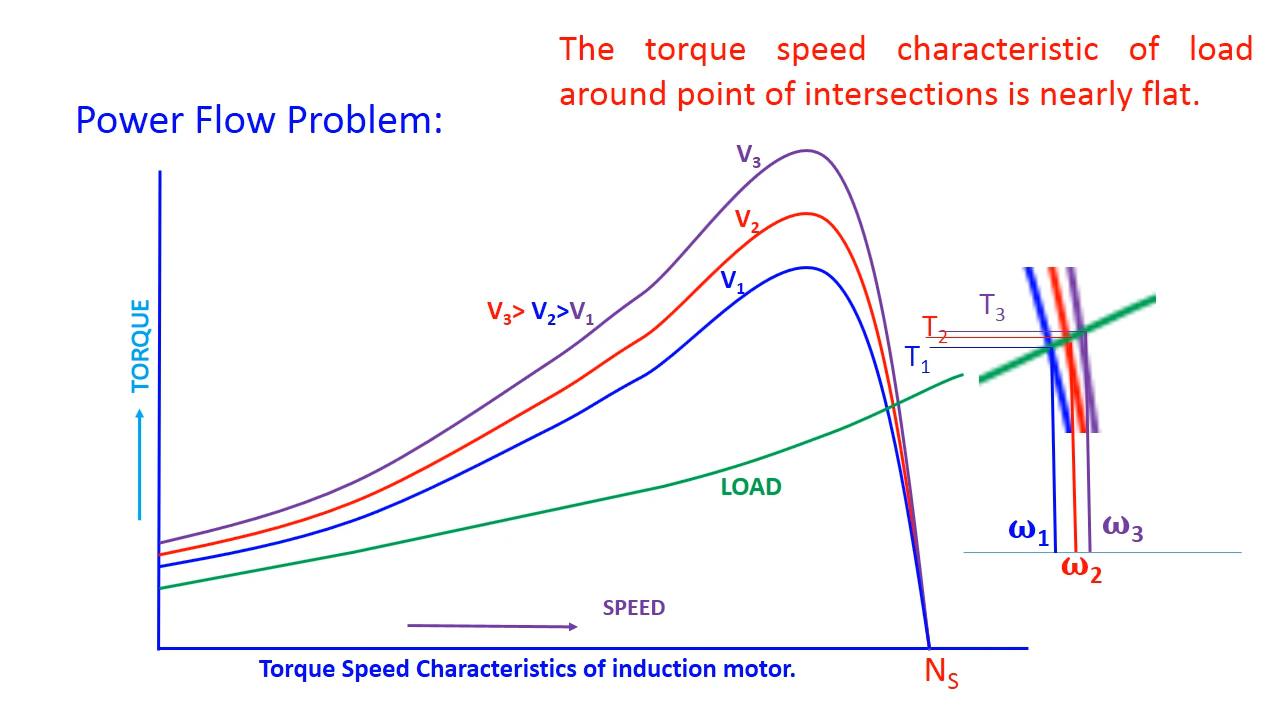 The torque speed characteristic of load
around point of intersections is nearly flat.
Power Flow Problem:
V3
V2
V1
V3> V2>V1
TORQUE
T3
T2
T1
LOAD
ω1
ω3
ω2
SPEED
Torque Speed Characteristics of induction motor.
NS